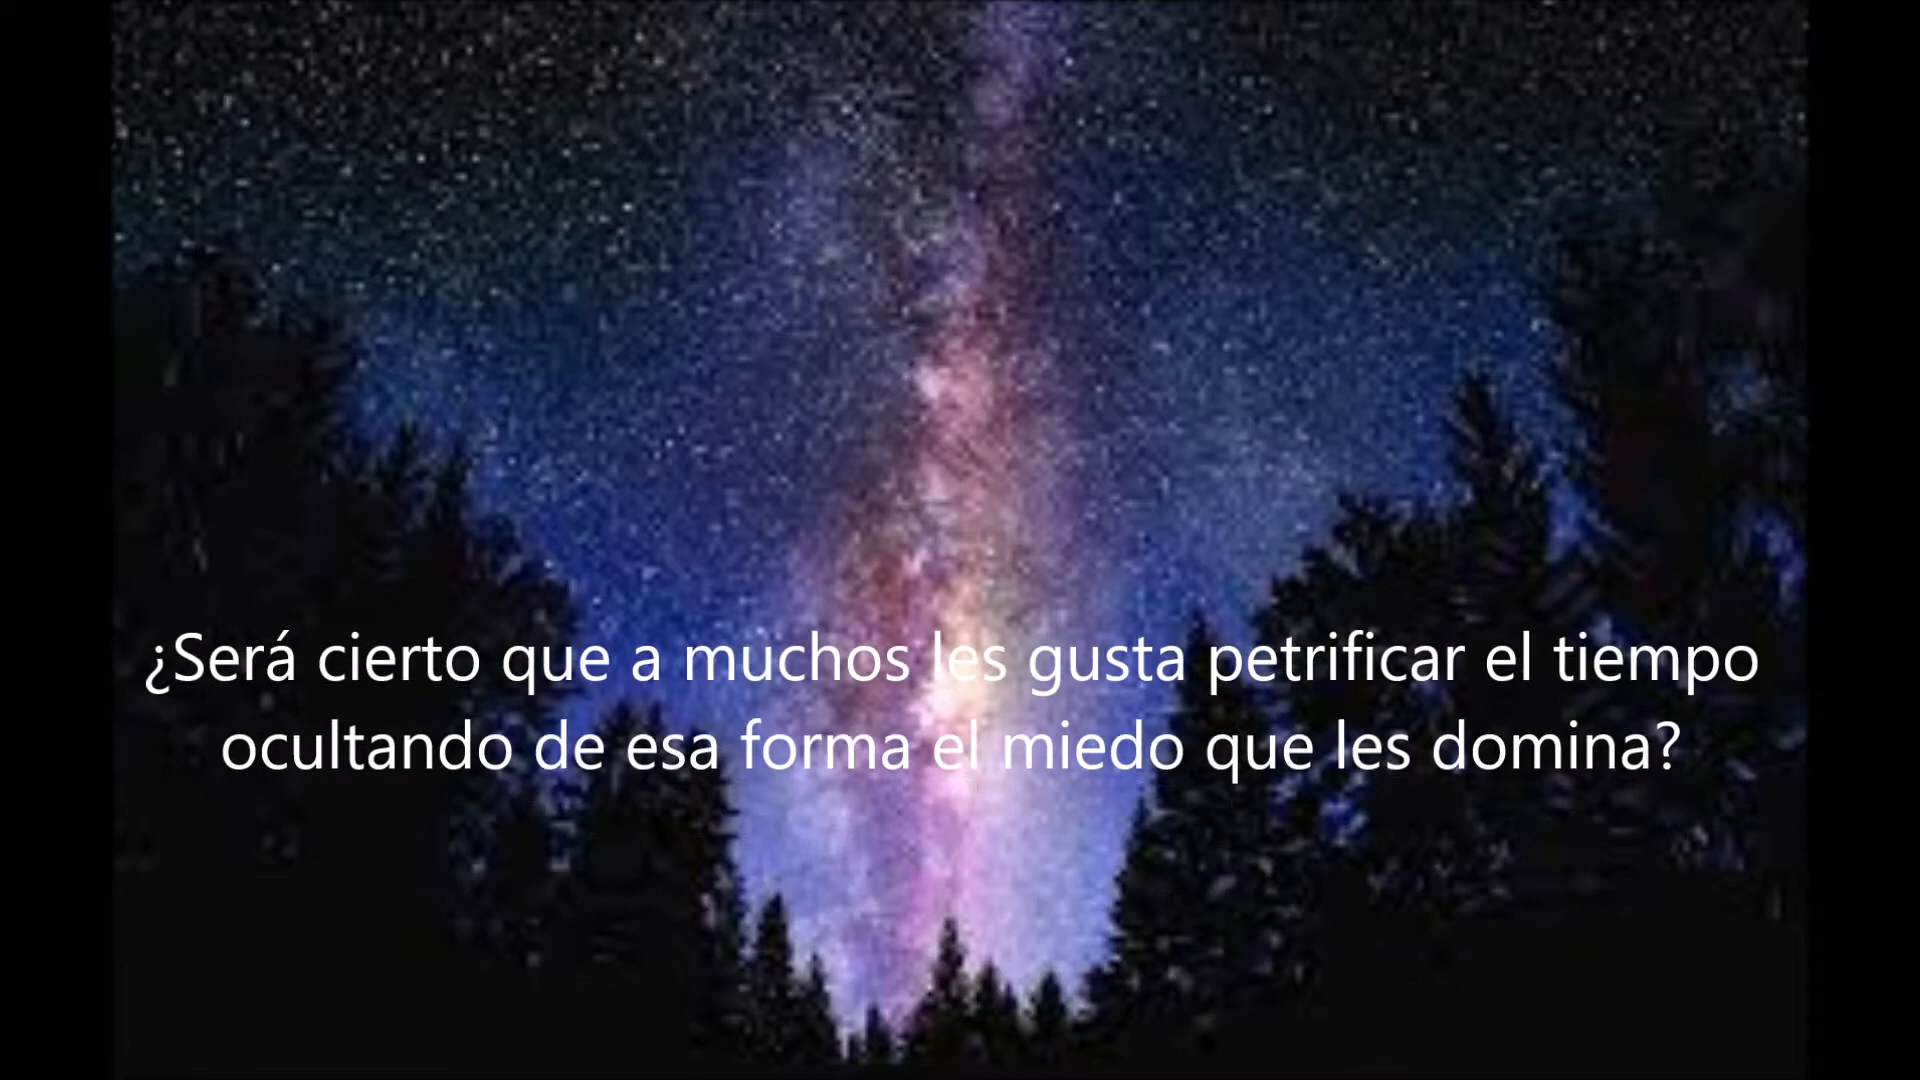 ¿Será cierto que a muchos les gusta petrificar el tiempo
ocultando de esa forma el miedo que les domina?